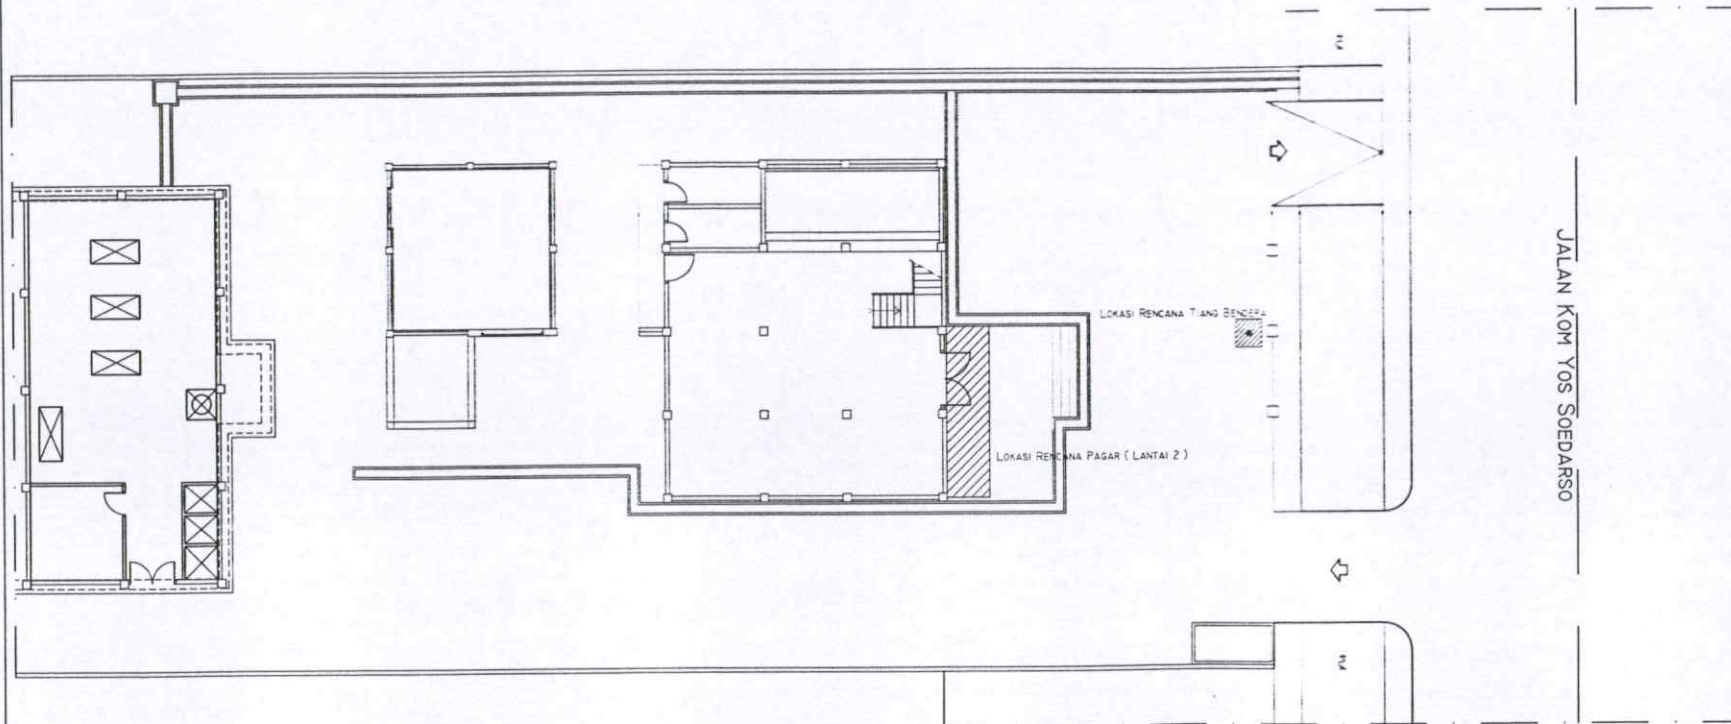 LOKASI RENCANA TIANG BENDERA
LOKASI RENCANA PAGAR ( LANTAI 2 )
JALAN KOM YOS SOEDARSO